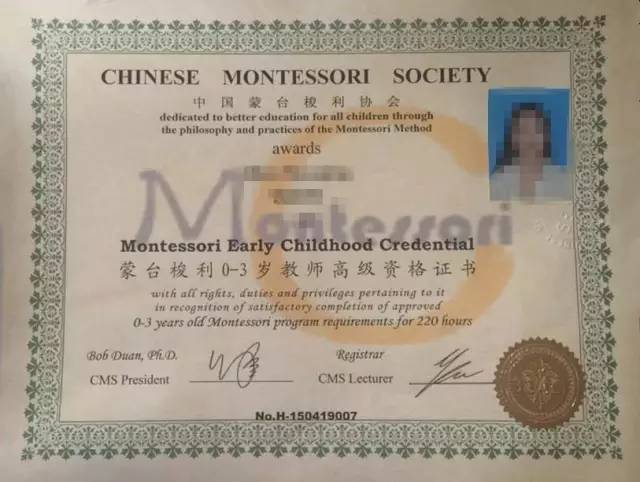 CHINESE MONTESSORI SOCIETY
中国蒙台梭利协会
dedicated to better education for all children through
the philosophy and practices of the Montessori Method
awards
Montessori
Montessori Early Childhood Credential
蒙台梭利0-3岁教师高级资格证书
with all rights, duties and privileges pertaining to it
in recognition of satisfactory completion of approved
0-3 years old Montessori program requirements for 220 hours
Bob Duan, Ph.D.
CMS President
Registrar
CMS Lecturer
No.H-150419007